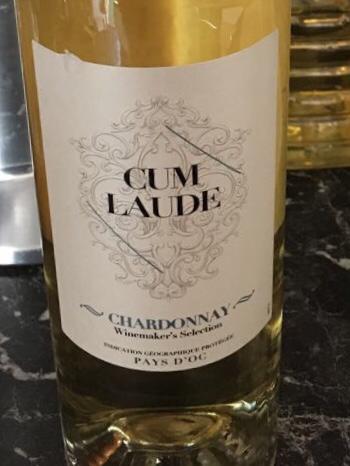 CUM
LAUDE
CHARDONNAY
Winemaker's Selection
INDICATION GÉOGRAPHIQUE PROTÉGÉE
PAYS D'OC